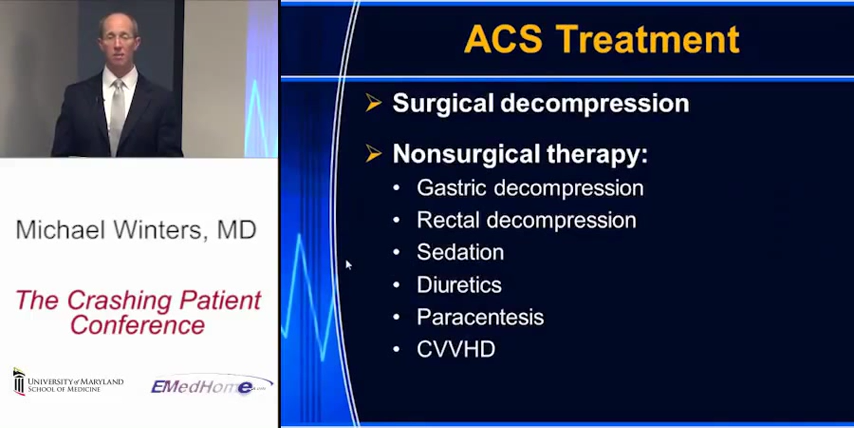 ACS Treatment
Surgical decompression
Nonsurgical therapy:
Gastric decompression
Rectal decompression
Sedation
Diuretics
Paracentesis
CVVHD
Michael Winters, MD
The Crashing Patient
Conference
UNIVERSITY of MARYLAND
SCHOOL OF MEDICINE
EMedHome